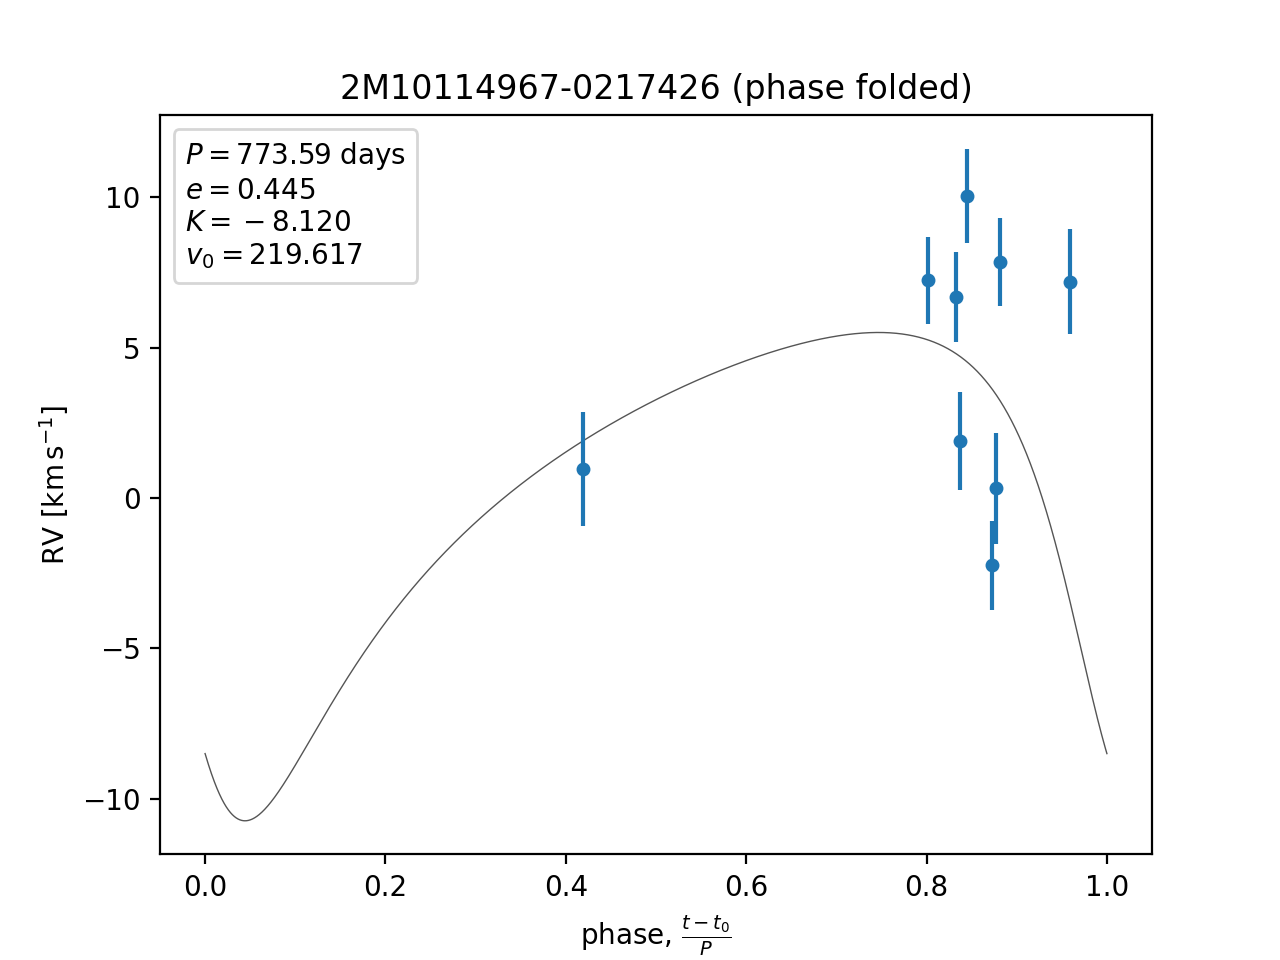 2M10114967-0217426 (phase folded)
P = 773.59 days
e = 0.445
K = −8.120
v₀ = 219.617
10
5
0
−5
−10
RV [km s⁻¹]
0.0 0.2 0.4 0.6 0.8 1.0
phase, (t − t₀)/P